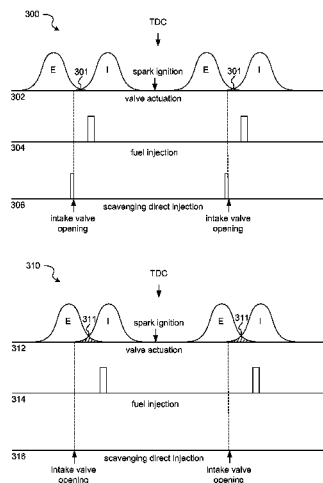 300
TDC
E
301
I
spark ignition
E
301
I
302
valve actuation
304
fuel injection
306
scavenging direct injection
intake valve
opening
intake valve
opening
310
TDC
E
311
I
spark ignition
E
311
I
312
valve actuation
314
fuel injection
316
scavenging direct Injection
Intake valve
opening
Intake valve
opening